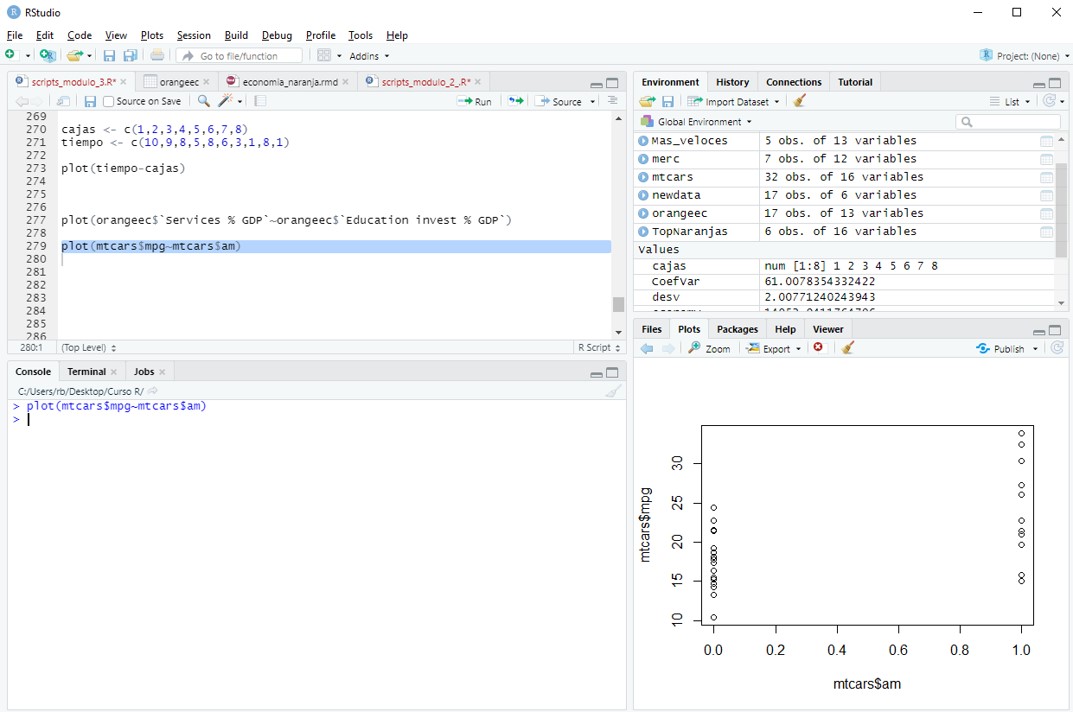 RStudio
File Edit Code View Plots Session Build Debug Profile Tools Help
Go to file/function Addins Project: (None)
scripts_modulo_3.R* orangeec economia_naranja.rmd scripts_modulo_2_.R*
Source on Save Run Source
269
270 cajas <- c(1,2,3,4,5,6,7,8)
271 tiempo <- c(10,9,8,5,8,6,3,1,8,1)
272
273 plot(tiempo~cajas)
274
275
276
277 plot(orangeec$`Services % GDP`~orangeec$`Education invest % GDP`)
278
279 plot(mtcars$mpg~mtcars$am)
280
281
282
283
284
285
286
280:1 (Top Level) R Script
Console Terminal Jobs
C:/Users/rb/Desktop/Curso R/
> plot(mtcars$mpg~mtcars$am)
>
Environment History Connections Tutorial
Import Dataset List
Global Environment
Mas_veloces 5 obs. of 13 variables
merc 7 obs. of 12 variables
mtcars 32 obs. of 16 variables
newdata 17 obs. of 6 variables
orangeec 17 obs. of 13 variables
TopNaranjas 6 obs. of 16 variables
Values
cajas num [1:8] 1 2 3 4 5 6 7 8
CoefVar 61.0078354332422
desv 2.00771240243943
Files Plots Packages Help Viewer
Zoom Export Publish
mtcars$mpg
30
25
20
15
10
0.0 0.2 0.4 0.6 0.8 1.0
mtcars$am